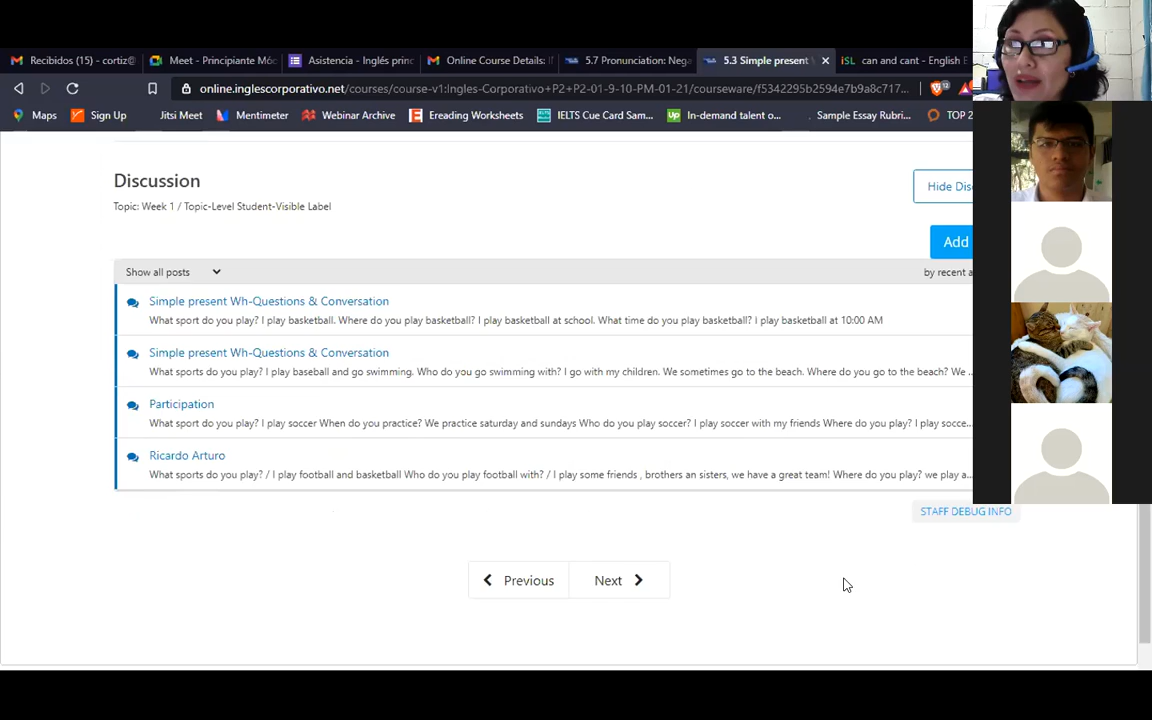 Recibidos (15) - cortiz@
Meet - Principiante Móc
Asistencia - Inglés princ
Online Course Details: I
5.7 Pronunciation: Nega
5.3 Simple present
can and cant - English E
online.inglescorporativo.net/courses/course-v1:Ingles-Corporativo+P2+P2-01-9-10-PM-01-21/courseware/f5342295b2594e7b9a8c717...
Maps
Sign Up
Jitsi Meet
Mentimeter
Webinar Archive
Ereading Worksheets
IELTS Cue Card Sam...
In-demand talent o...
Sample Essay Rubri...
TOP 2
Discussion
Hide Dis
Topic: Week 1 / Topic-Level Student-Visible Label
Add
Show all posts
by recent a
Simple present Wh-Questions & Conversation
What sport do you play? I play basketball. Where do you play basketball? I play basketball at school. What time do you play basketball? I play basketball at 10:00 AM
Simple present Wh-Questions & Conversation
What sports do you play? I play baseball and go swimming. Who do you go swimming with? I go with my children. We sometimes go to the beach. Where do you go to the beach? We ...
Participation
What sport do you play? I play soccer When do you practice? We practice saturday and sundays Who do you play soccer? I play soccer with my friends Where do you play? I play socce...
Ricardo Arturo
What sports do you play? / I play football and basketball Who do you play football with? / I play some friends , brothers an sisters, we have a great team! Where do you play? we play a...
STAFF DEBUG INFO
Previous
Next